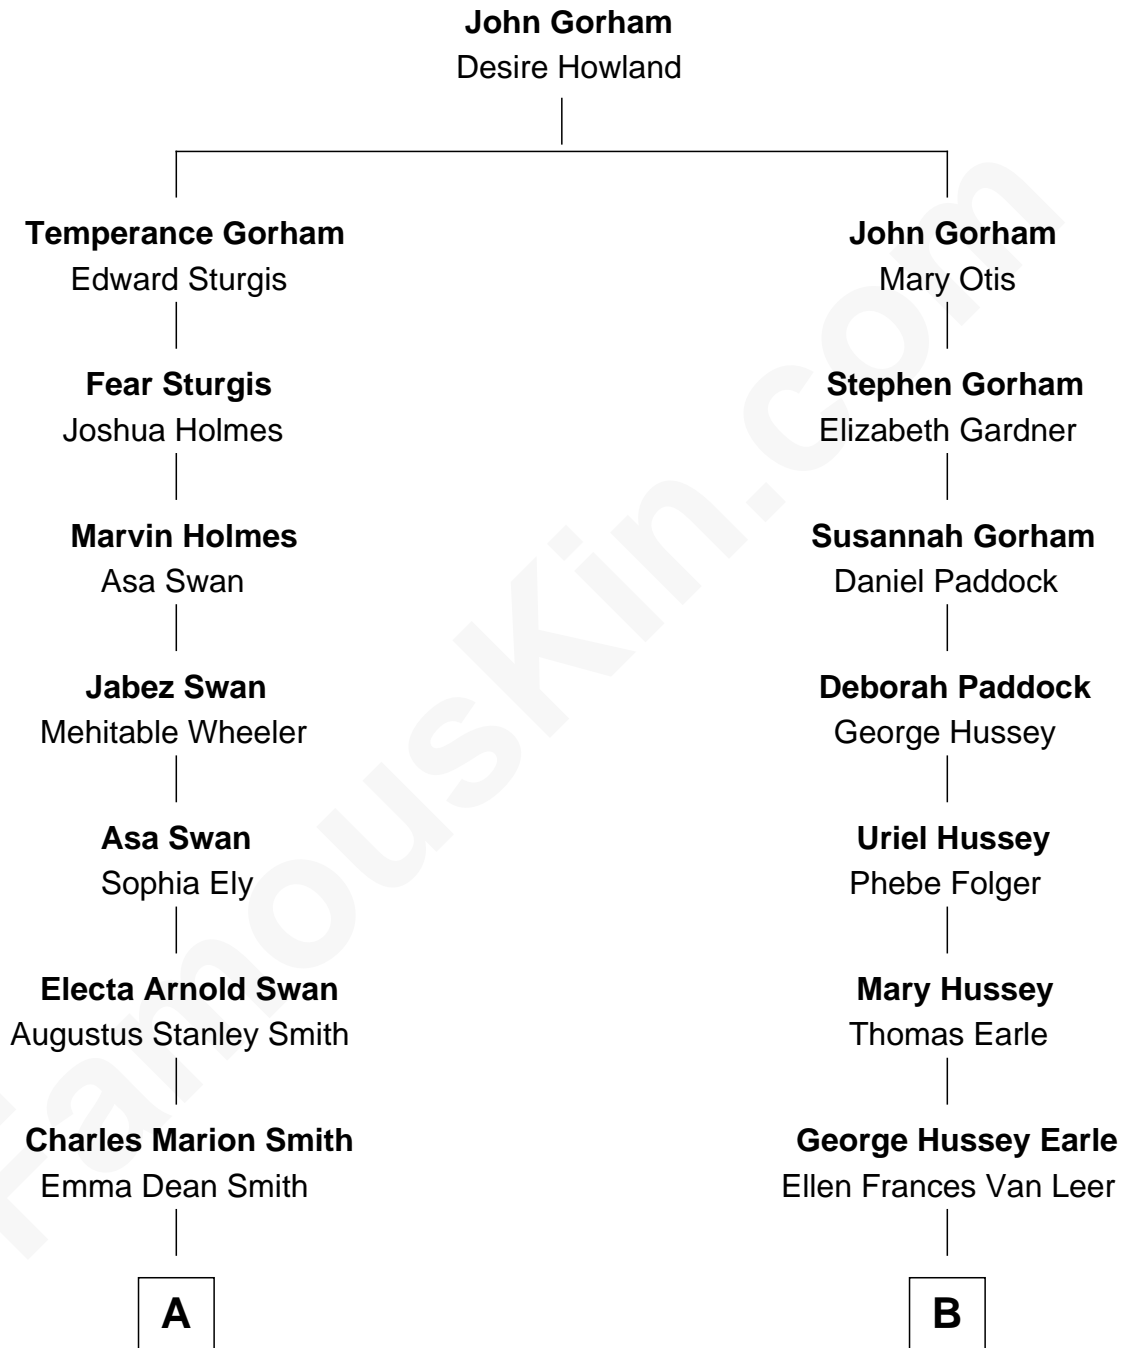 John Gorham
Desire Howland
Temperance Gorham
Edward Sturgis
John Gorham
Mary Otis
Fear Sturgis
Joshua Holmes
Stephen Gorham
Elizabeth Gardner
Marvin Holmes
Asa Swan
Susannah Gorham
Daniel Paddock
Jabez Swan
Mehitable Wheeler
Deborah Paddock
George Hussey
Asa Swan
Sophia Ely
Uriel Hussey
Phebe Folger
Electa Arnold Swan
Augustus Stanley Smith
Mary Hussey
Thomas Earle
Charles Marion Smith
Emma Dean Smith
George Hussey Earle
Ellen Frances Van Leer
A
B
FamousKin.com